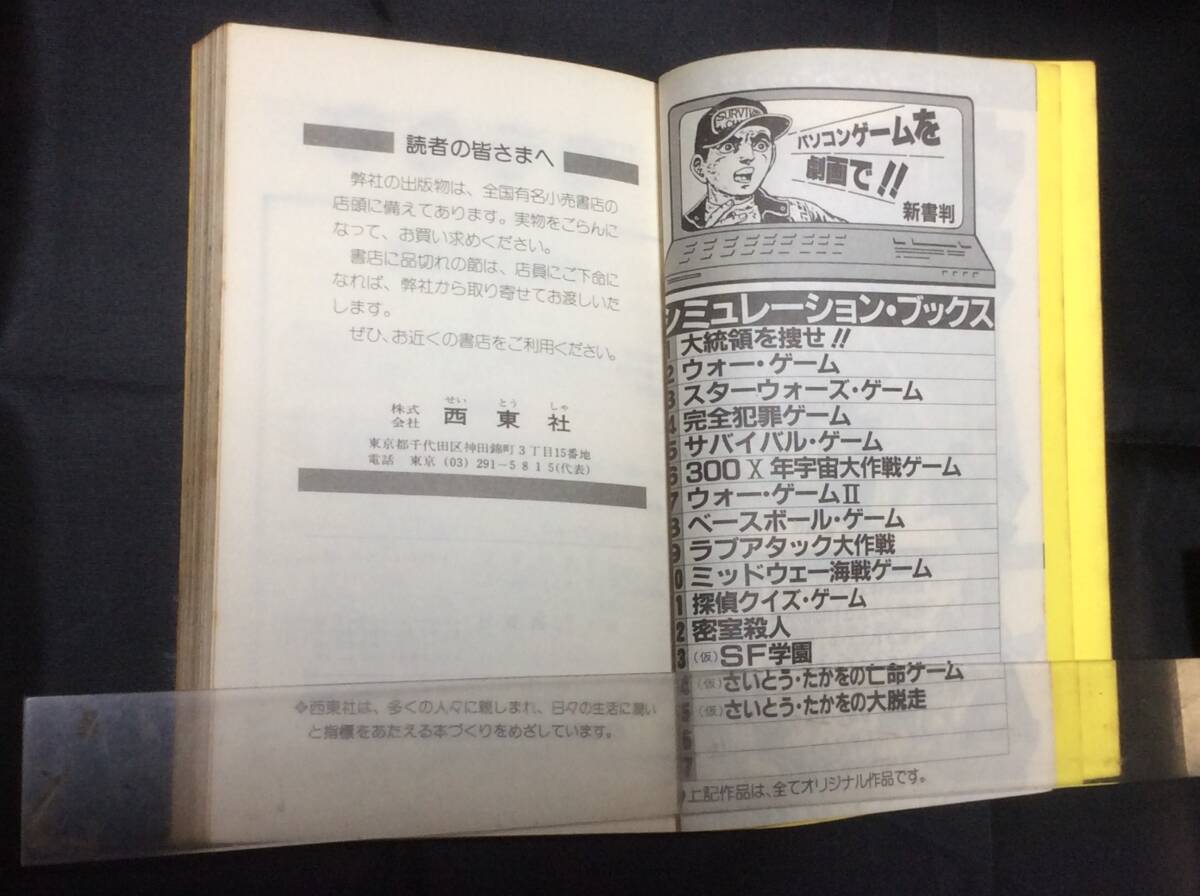 読者の皆さまへ
弊社の出版物は、全国有名小売書店の
店頭に備えてあります。実物をごらんに
なって、お買い求めください。
書店に品切れの節は、店員にご下命に
なれば、弊社から取り寄せてお渡しいた
します。
ぜひ、お近くの書店をご利用ください。
株式会社 西東社
せい とう しゃ
東京都千代田区神田錦町3丁目15番地
電話 東京(03)291-5815(代表)
❖西東社は、多くの人々に親しまれ、日々の生活に潤い
と指標をあたえる本づくりをめざしています。
SURVIV
パソコンゲームを
劇画で!!
新書判
シミュレーション・ブックス
1 大統領を捜せ!!
2 ウォー・ゲーム
3 スターウォーズ・ゲーム
4 完全犯罪ゲーム
5 サバイバル・ゲーム
6 300X年宇宙大作戦ゲーム
7 ウォー・ゲームⅡ
8 ベースボール・ゲーム
9 ラブアタック大作戦
0 ミッドウェー海戦ゲーム
1 探偵クイズ・ゲーム
2 密室殺人
3 (仮)SF学園
4 (仮)さいとう・たかをの亡命ゲーム
5 (仮)さいとう・たかをの大脱走
6
7
上記作品は、全てオリジナル作品です。